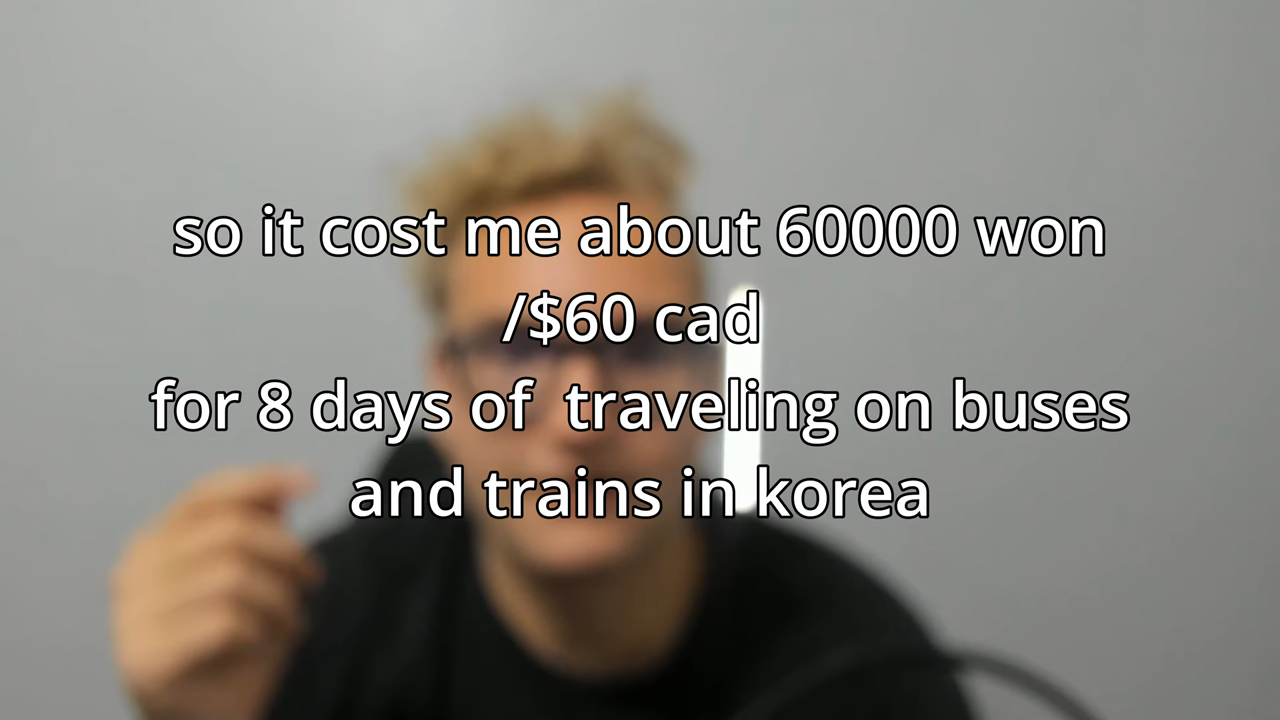 so it cost me about 60000 won
/$60 cad
for 8 days of  traveling on buses
and trains in korea